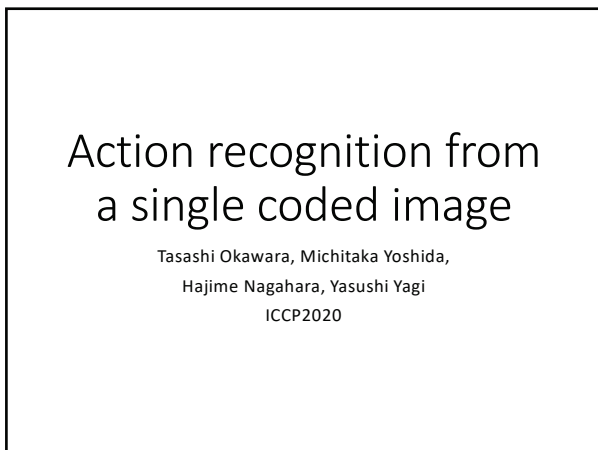 Action recognition from
a single coded image
Tasashi Okawara, Michitaka Yoshida,
Hajime Nagahara, Yasushi Yagi
ICCP2020